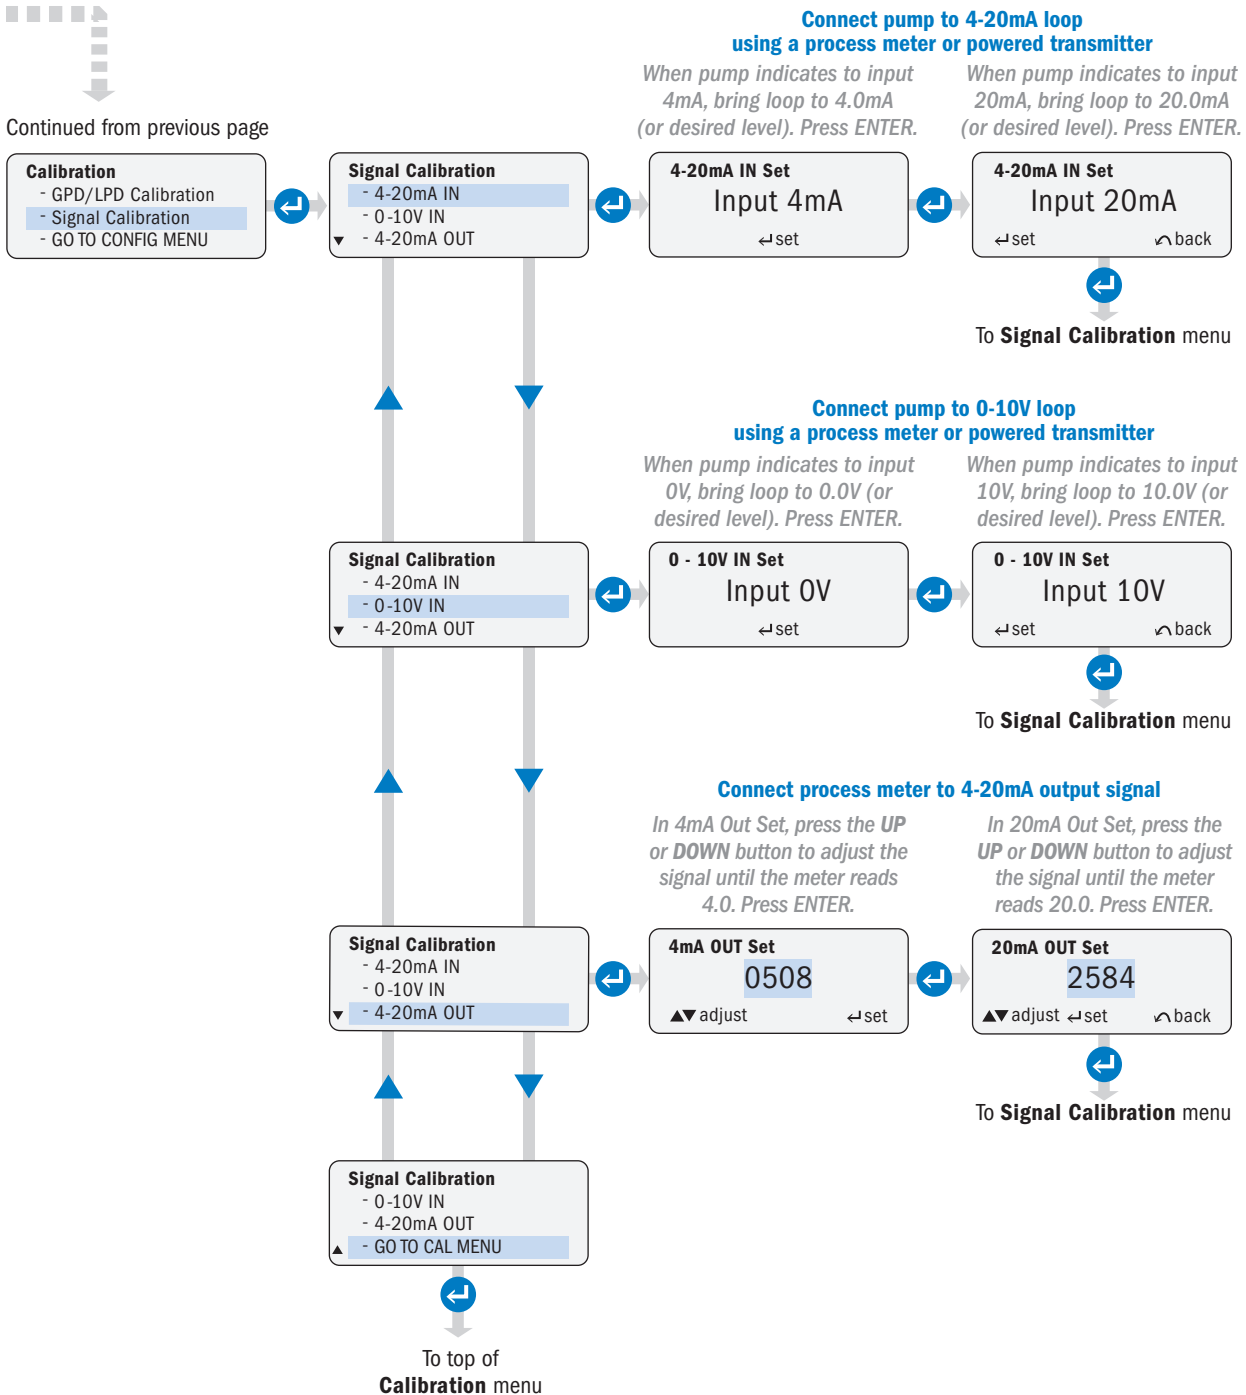 Connect pump to 4-20mA loop
using a process meter or powered transmitter
When pump indicates to input
4mA, bring loop to 4.0mA
(or desired level). Press ENTER.
When pump indicates to input
20mA, bring loop to 20.0mA
(or desired level). Press ENTER.
Continued from previous page
Calibration
- GPD/LPD Calibration
- Signal Calibration
- GO TO CONFIG MENU
Signal Calibration
- 4-20mA IN
- 0-10V IN
▼ - 4-20mA OUT
4-20mA IN Set
Input 4mA
↵ set
4-20mA IN Set
Input 20mA
↵ set ↶ back
To Signal Calibration menu
Connect pump to 0-10V loop
using a process meter or powered transmitter
When pump indicates to input
0V, bring loop to 0.0V (or
desired level). Press ENTER.
When pump indicates to input
10V, bring loop to 10.0V (or
desired level). Press ENTER.
Signal Calibration
- 4-20mA IN
- 0-10V IN
▼ - 4-20mA OUT
0 - 10V IN Set
Input 0V
↵ set
0 - 10V IN Set
Input 10V
↵ set ↶ back
To Signal Calibration menu
Connect process meter to 4-20mA output signal
In 4mA Out Set, press the UP
or DOWN button to adjust the
signal until the meter reads
4.0. Press ENTER.
In 20mA Out Set, press the
UP or DOWN button to adjust
the signal until the meter
reads 20.0. Press ENTER.
Signal Calibration
- 4-20mA IN
- 0-10V IN
▼ - 4-20mA OUT
4mA OUT Set
0508
▲▼ adjust ↵ set
20mA OUT Set
2584
▲▼ adjust ↵ set ↶ back
To Signal Calibration menu
Signal Calibration
- 0-10V IN
- 4-20mA OUT
▲ - GO TO CAL MENU
To top of
Calibration menu